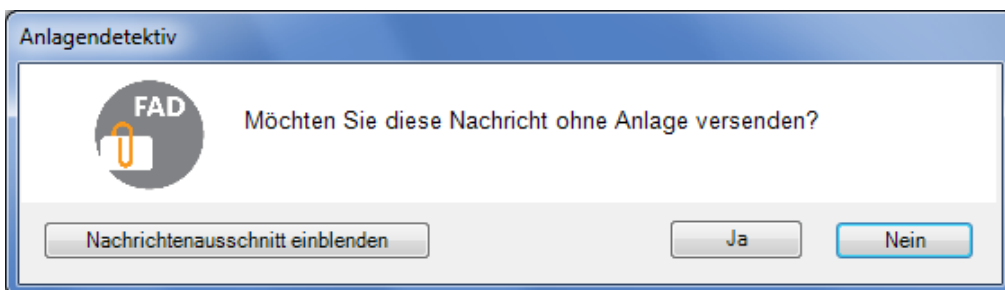 Anlagendetektiv
FAD
Möchten Sie diese Nachricht ohne Anlage versenden?
Nachrichtenausschnitt einblenden
Ja
Nein